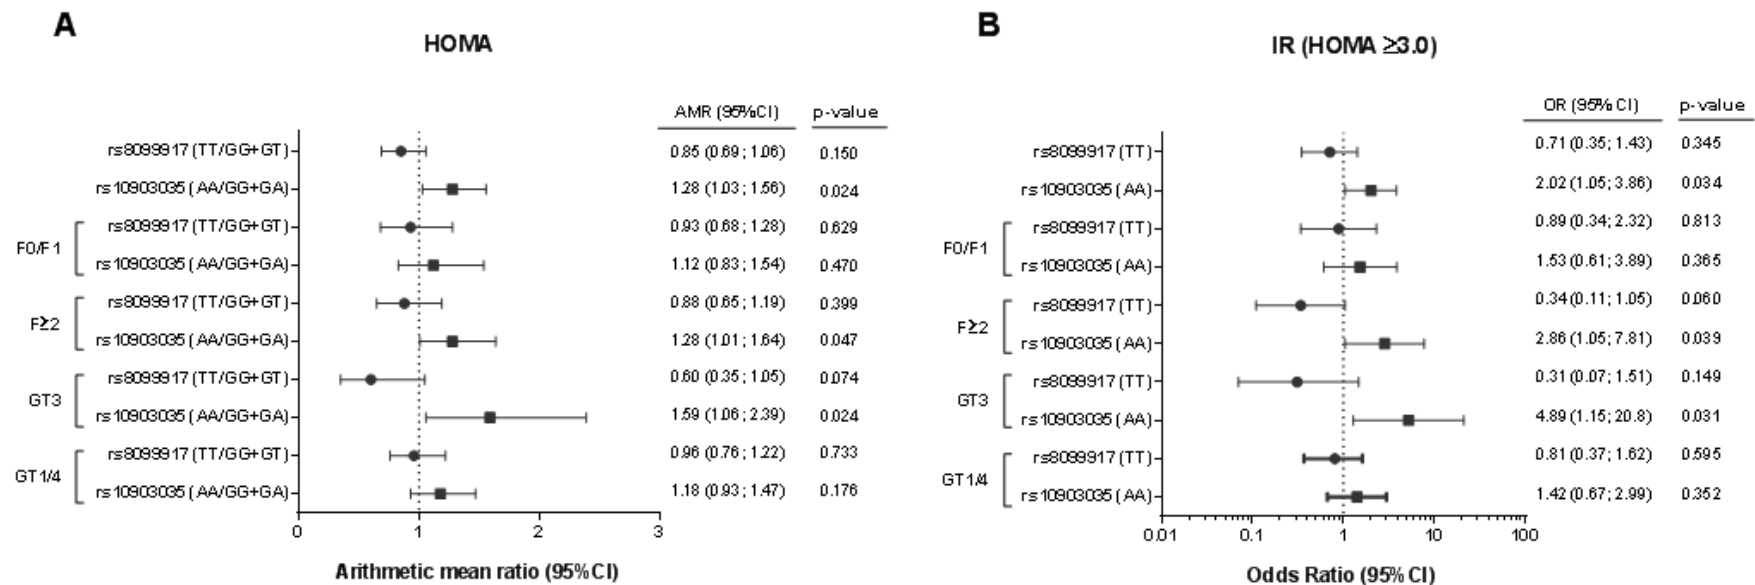 A
HOMA
AMR (95%CI) p-value
rs8099917 (TT/GG+GT) 0.85 (0.69; 1.06) 0.150
rs10903035 (AA/GG+GA) 1.28 (1.03; 1.56) 0.024
F0/F1
rs8099917 (TT/GG+GT) 0.93 (0.68; 1.28) 0.629
rs10903035 (AA/GG+GA) 1.12 (0.83; 1.54) 0.470
F≥2
rs8099917 (TT/GG+GT) 0.88 (0.65; 1.19) 0.399
rs10903035 (AA/GG+GA) 1.28 (1.01; 1.64) 0.047
GT3
rs8099917 (TT/GG+GT) 0.60 (0.35; 1.05) 0.074
rs10903035 (AA/GG+GA) 1.59 (1.06; 2.39) 0.024
GT1/4
rs8099917 (TT/GG+GT) 0.96 (0.76; 1.22) 0.733
rs10903035 (AA/GG+GA) 1.18 (0.93; 1.47) 0.176
0 1 2 3
Arithmetic mean ratio (95%CI)
B
IR (HOMA ≥3.0)
OR (95%CI) p-value
rs8099917 (TT) 0.71 (0.35; 1.43) 0.345
rs10903035 (AA) 2.02 (1.05; 3.86) 0.034
F0/F1
rs8099917 (TT) 0.89 (0.34; 2.32) 0.813
rs10903035 (AA) 1.53 (0.61; 3.89) 0.365
F≥2
rs8099917 (TT) 0.34 (0.11; 1.05) 0.060
rs10903035 (AA) 2.86 (1.05; 7.81) 0.039
GT3
rs8099917 (TT) 0.31 (0.07; 1.51) 0.149
rs10903035 (AA) 4.89 (1.15; 20.8) 0.031
GT1/4
rs8099917 (TT) 0.81 (0.37; 1.62) 0.595
rs10903035 (AA) 1.42 (0.67; 2.99) 0.352
0.01 0.1 1 10 100
Odds Ratio (95% CI)